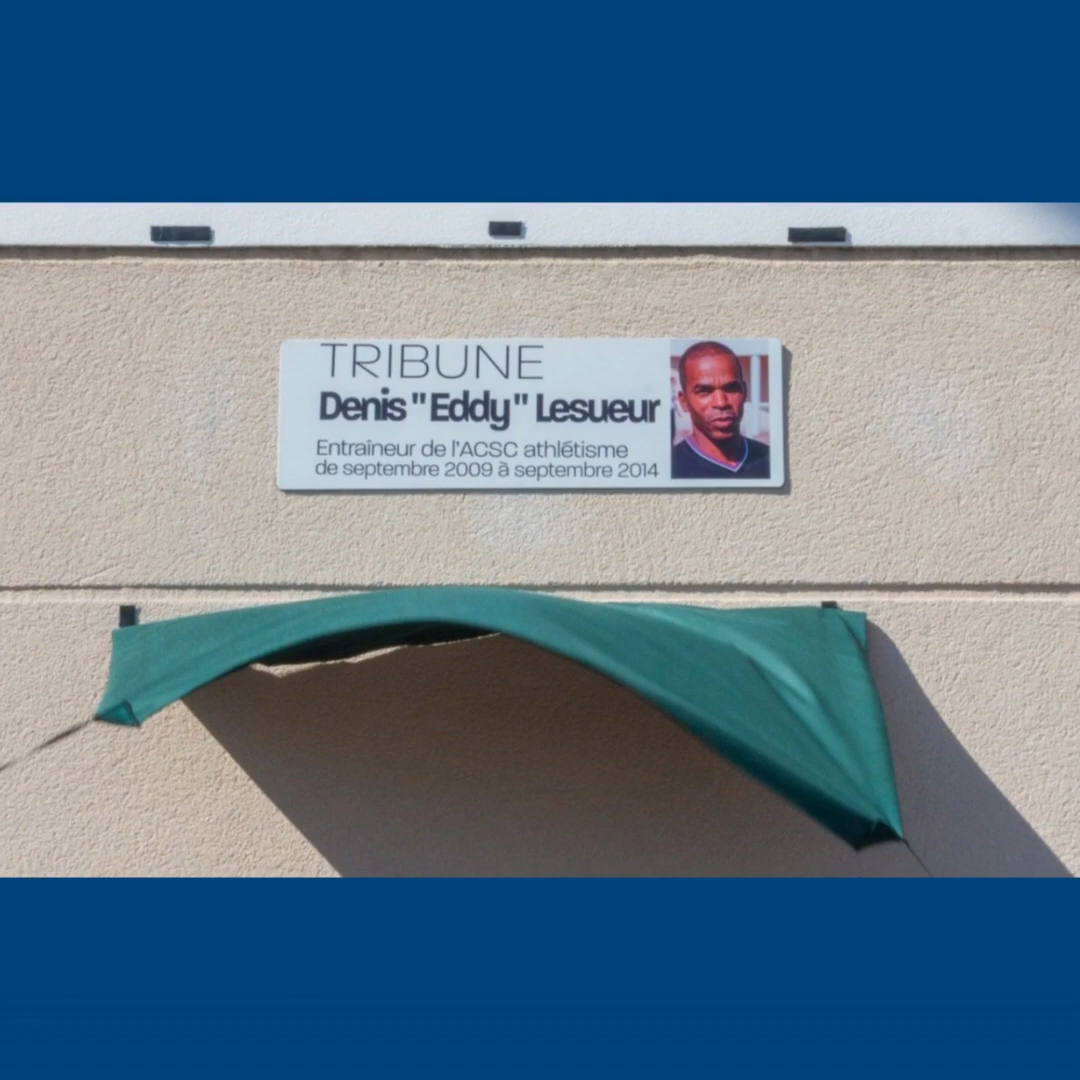 TRIBUNE
Denis "Eddy" Lesueur
Entraîneur de l'ACSC athlétisme
de septembre 2009 à septembre 2014